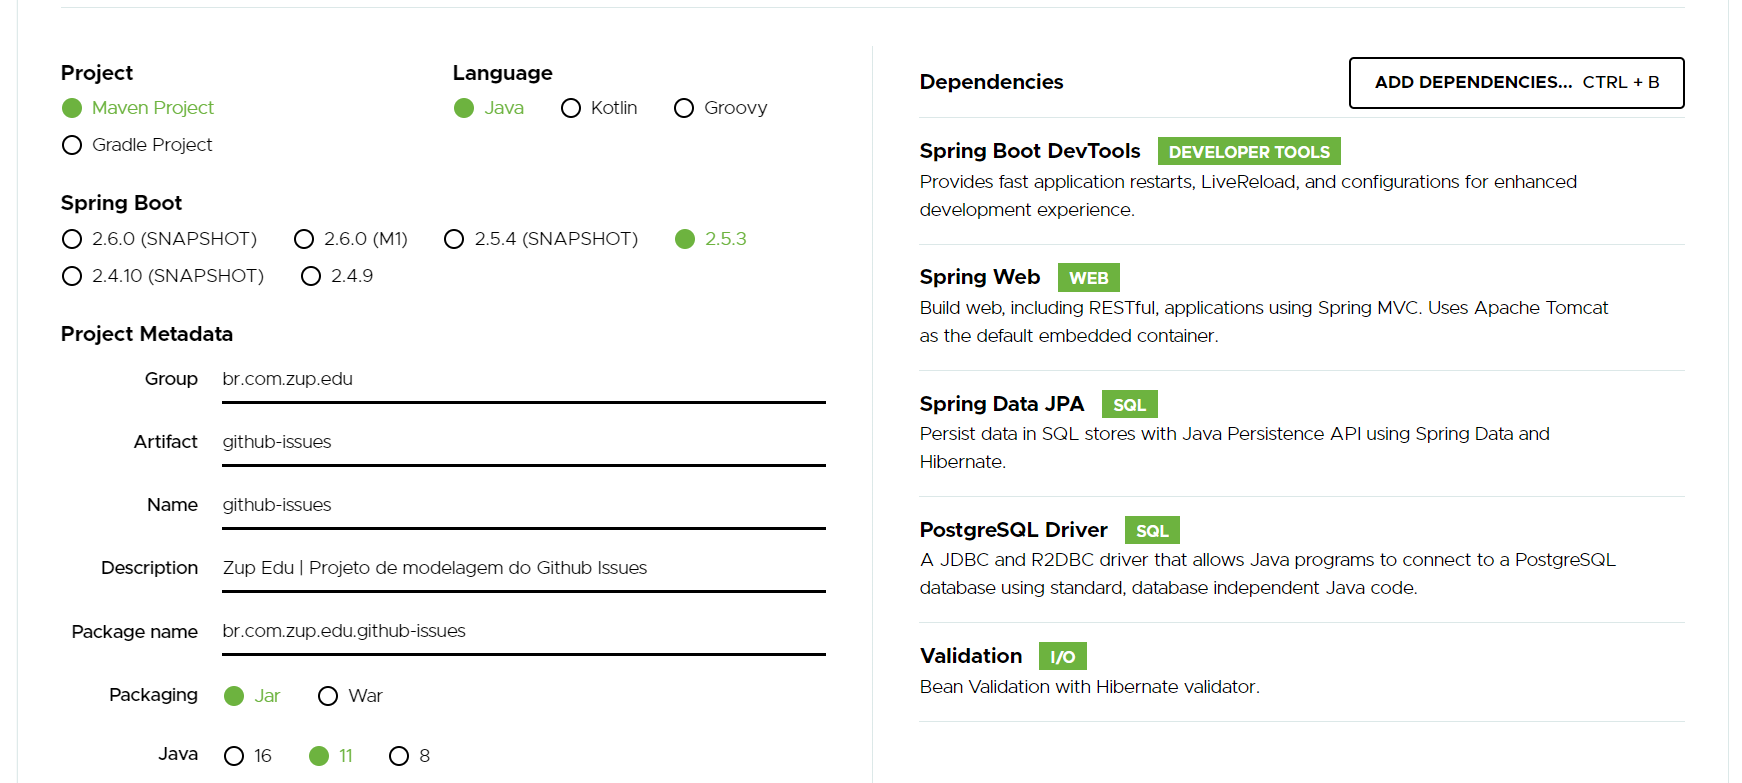 Project
Maven Project
Gradle Project
Language
Java Kotlin Groovy
Spring Boot
2.6.0 (SNAPSHOT) 2.6.0 (M1) 2.5.4 (SNAPSHOT) 2.5.3
2.4.10 (SNAPSHOT) 2.4.9
Project Metadata
Group br.com.zup.edu
Artifact github-issues
Name github-issues
Description Zup Edu | Projeto de modelagem do Github Issues
Package name br.com.zup.edu.github-issues
Packaging Jar War
Java 16 11 8
Dependencies ADD DEPENDENCIES... CTRL + B
Spring Boot DevTools DEVELOPER TOOLS
Provides fast application restarts, LiveReload, and configurations for enhanced
development experience.
Spring Web WEB
Build web, including RESTful, applications using Spring MVC. Uses Apache Tomcat
as the default embedded container.
Spring Data JPA SQL
Persist data in SQL stores with Java Persistence API using Spring Data and
Hibernate.
PostgreSQL Driver SQL
A JDBC and R2DBC driver that allows Java programs to connect to a PostgreSQL
database using standard, database independent Java code.
Validation I/O
Bean Validation with Hibernate validator.